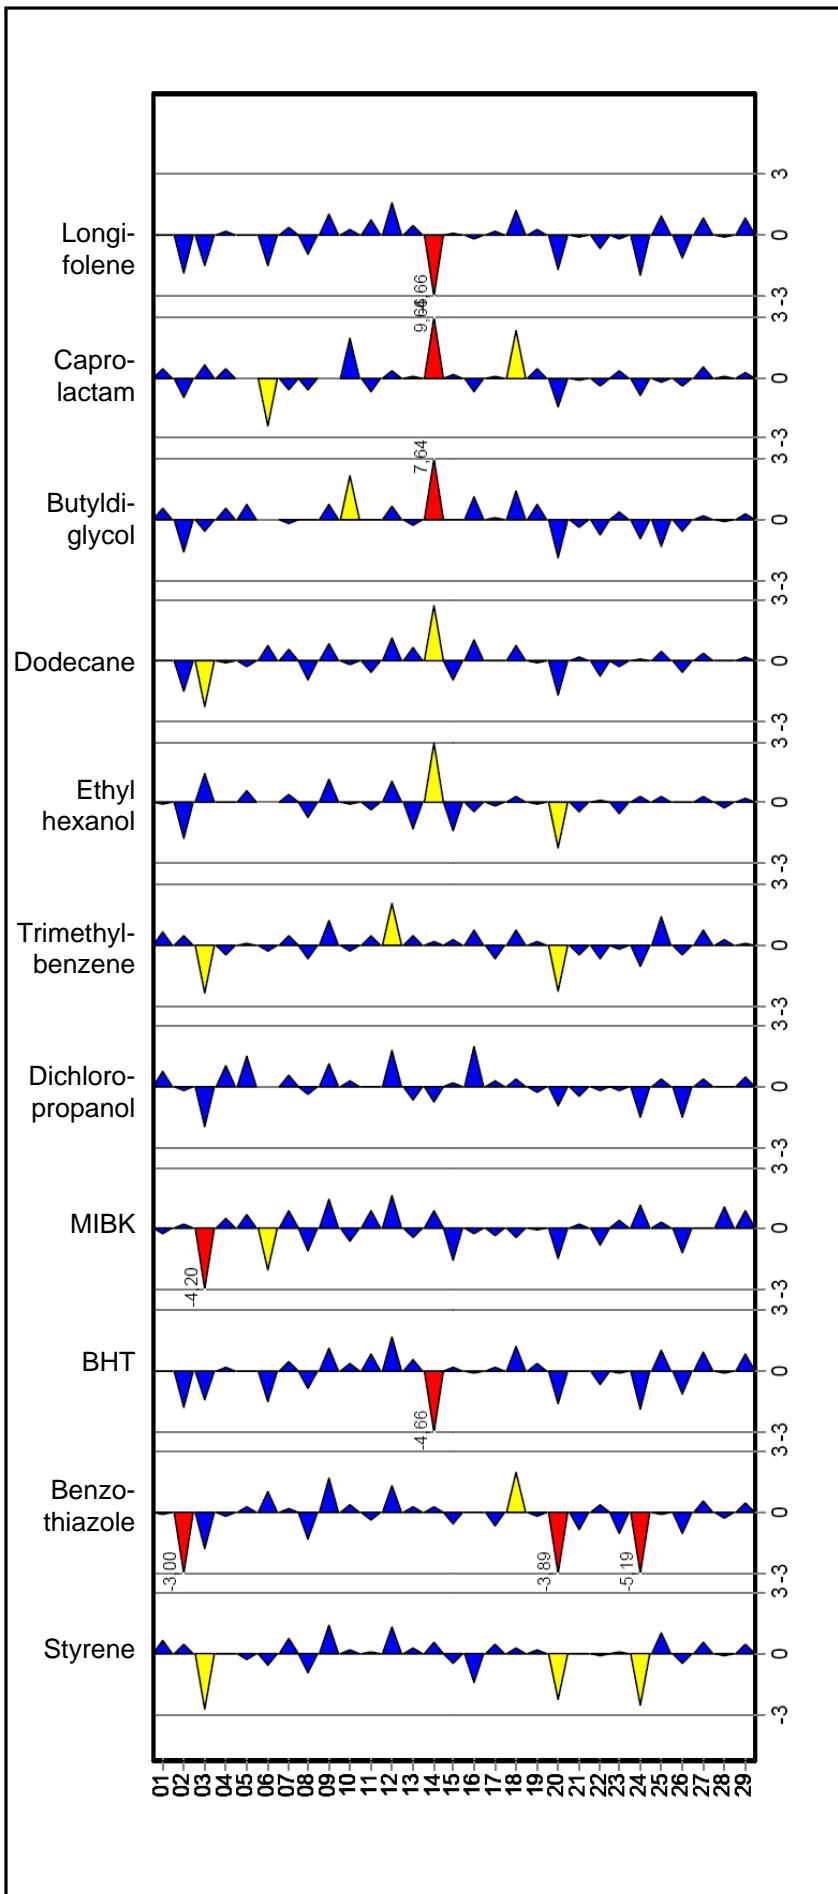 3
Longi-
folene
0
-3
-4,66
9,66
3
Capro-
lactam
0
-3
7,64
3
Butyldi-
glycol
0
-3
3
Dodecane
0
-3
3
Ethyl
hexanol
0
-3
3
Trimethyl-
benzene
0
-3
3
Dichloro-
propanol
0
-3
3
MIBK
0
-3
-4,20
3
BHT
0
-3
-4,66
3
Benzo-
thiazole
0
-3
-3,00
-3,89
-5,19
3
Styrene
0
-3
01 02 03 04 05 06 07 08 09 10 11 12 13 14 15 16 17 18 19 20 21 22 23 24 25 26 27 28 29